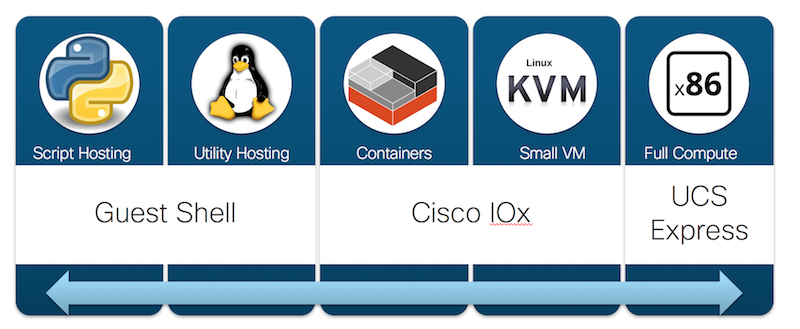 Linux
KVM
x86
Script Hosting
Utility Hosting
Containers
Small VM
Full Compute
Guest Shell
Cisco IOx
UCS
Express